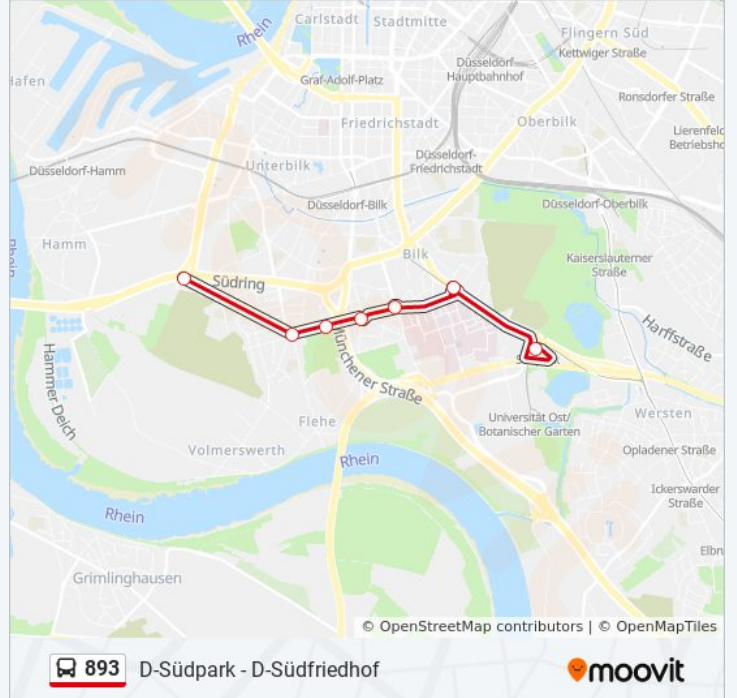 Carlstadt
Stadtmitte
Rhein
Flingern Süd
Kettwiger Straße
Düsseldorf
Hauptbahnhof
Hafen
Graf-Adolf-Platz
Ronsdorfer Straße
Friedrichstadt
Oberbilk
Lierenfeld
Betriebsho
Düsseldorf-
Friedrichstadt
Unterbilk
Düsseldorf-Hamm
Düsseldorf-Bilk
Düsseldorf-Oberbilk
Hamm
Rhein
Bilk
Kaiserslauterner
Straße
Südring
Harffstraße
Münchener Straße
Hammer Deich
Universität Ost/
Botanischer Garten
Wersten
Flehe
Volmerswerth
Opladener Straße
Rhein
Ickerswarder
Straße
Rhein
Elbn
Grimlinghausen
© OpenStreetMap contributors | © OpenMapTiles
893 D-Südpark - D-Südfriedhof
moovit